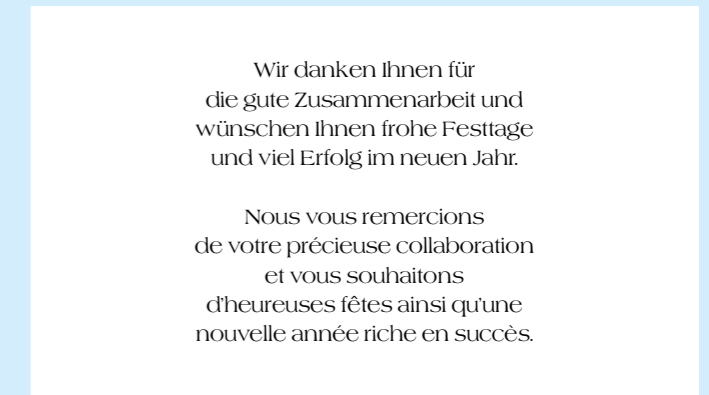 Wir danken Ihnen für
die gute Zusammenarbeit und
wünschen Ihnen frohe Festtage
und viel Erfolg im neuen Jahr.
Nous vous remercions
de votre précieuse collaboration
et vous souhaitons
d'heureuses fêtes ainsi qu'une
nouvelle année riche en succès.